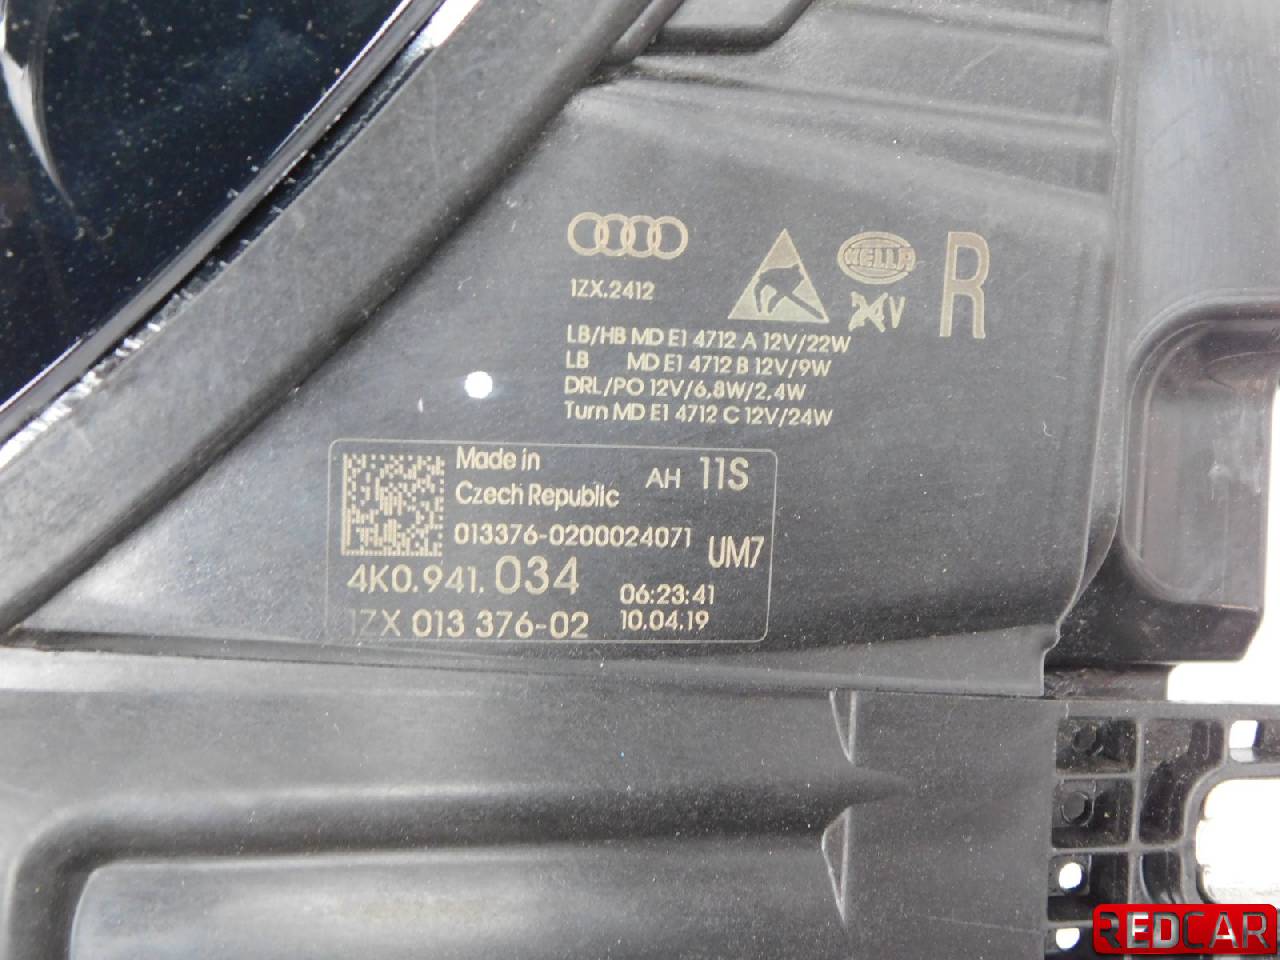 1ZX.2412
HELLA
24V
R
LB/HB MD E1 4712 A 12V/22W
LB MD E1 4712 B 12V/9W
DRL/PO 12V/6,8W/2,4W
Turn MD E1 4712 C 12V/24W
Made in
Czech Republic
AH 11S
013376-0200024071
UM7
4K0.941.034
06:23:41
1ZX 013 376-02
10.04.19
REDCAR